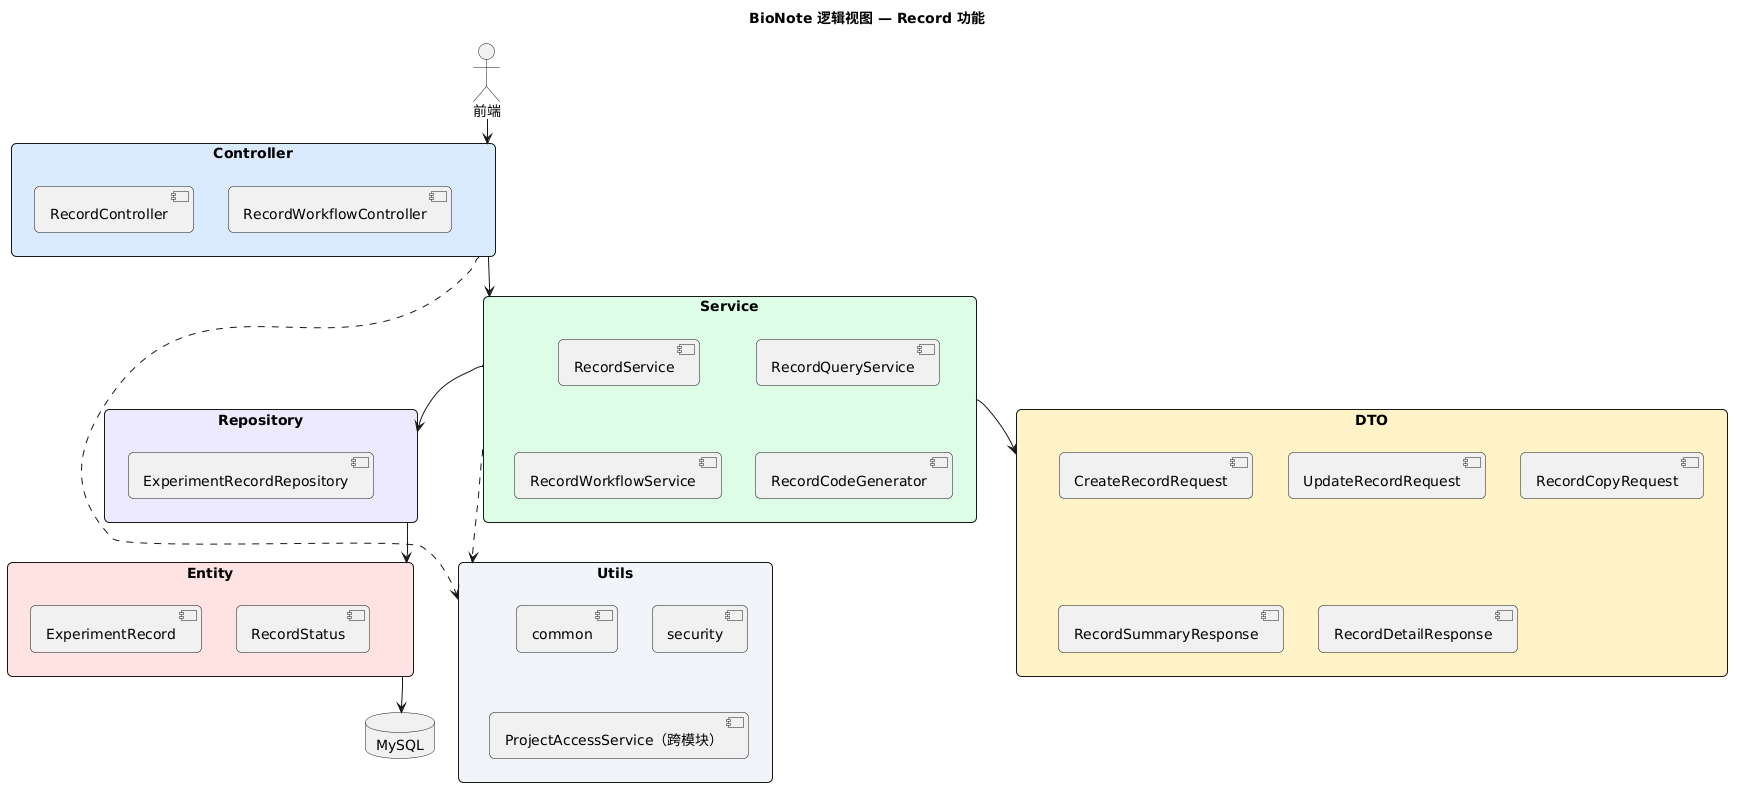 BioNote 逻辑视图 — Record 功能
前端
Controller
RecordController
RecordWorkflowController
Service
RecordService
RecordQueryService
RecordWorkflowService
RecordCodeGenerator
Repository
ExperimentRecordRepository
DTO
CreateRecordRequest
UpdateRecordRequest
RecordCopyRequest
RecordSummaryResponse
RecordDetailResponse
Entity
ExperimentRecord
RecordStatus
Utils
common
security
ProjectAccessService（跨模块）
MySQL